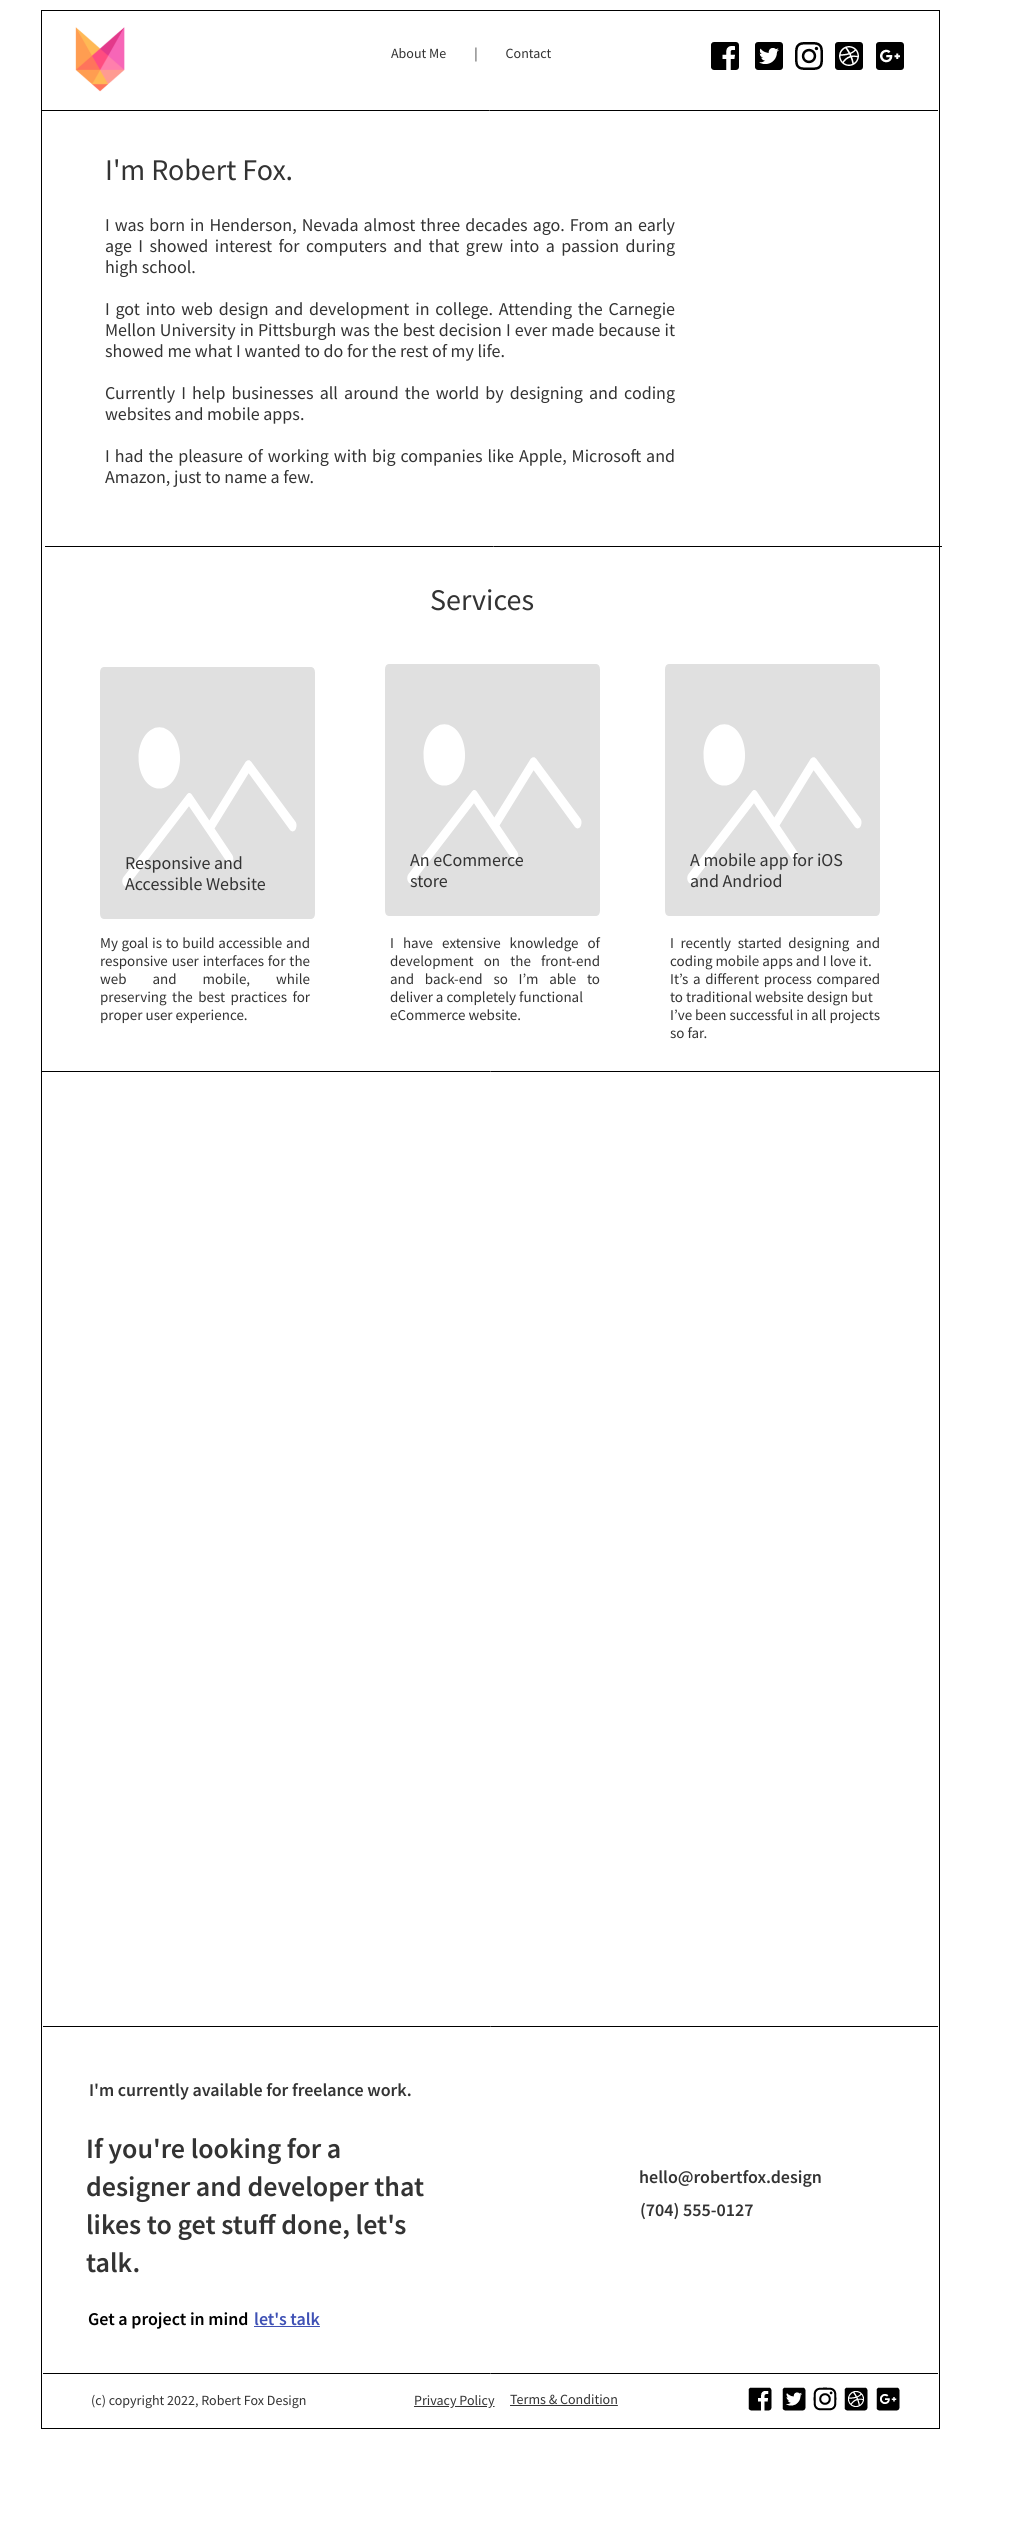 About Me | Contact
I'm Robert Fox.
I was born in Henderson, Nevada almost three decades ago. From an early
age I showed interest for computers and that grew into a passion during
high school.
I got into web design and development in college. Attending the Carnegie
Mellon University in Pittsburgh was the best decision I ever made because it
showed me what I wanted to do for the rest of my life.
Currently I help businesses all around the world by designing and coding
websites and mobile apps.
I had the pleasure of working with big companies like Apple, Microsoft and
Amazon, just to name a few.
Services
Responsive and
Accessible Website
My goal is to build accessible and
responsive user interfaces for the
web and mobile, while
preserving the best practices for
proper user experience.
An eCommerce
store
I have extensive knowledge of
development on the front-end
and back-end so I’m able to
deliver a completely functional
eCommerce website.
A mobile app for iOS
and Andriod
I recently started designing and
coding mobile apps and I love it.
It’s a different process compared
to traditional website design but
I’ve been successful in all projects
so far.
I'm currently available for freelance work.
If you're looking for a
designer and developer that
likes to get stuff done, let's
talk.
Get a project in mind let's talk
hello@robertfox.design
(704) 555-0127
(c) copyright 2022, Robert Fox Design
Privacy Policy
Terms & Condition